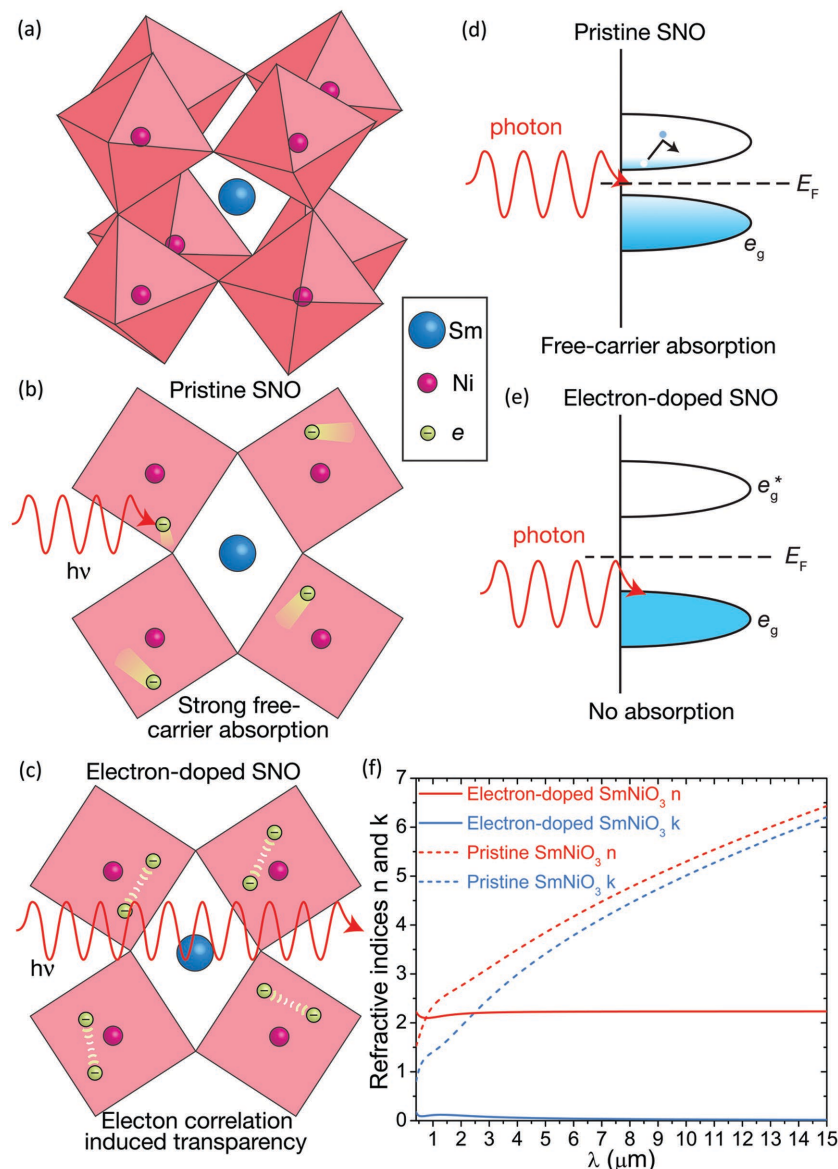 (a)
Sm
Ni
e
(b)
Pristine SNO
hν
Strong free-
carrier absorption
(c)
Electron-doped SNO
hν
Electon correlation
induced transparency
(d)
Pristine SNO
photon
E_F
e_g
Free-carrier absorption
(e)
Electron-doped SNO
e_g*
photon
E_F
e_g
No absorption
(f)
Refractive indices n and k
7
6
5
4
3
2
1
0
Electron-doped SmNiO₃ n
Electron-doped SmNiO₃ k
Pristine SmNiO₃ n
Pristine SmNiO₃ k
1 2 3 4 5 6 7 8 9 10 11 12 13 14 15
λ (μm)